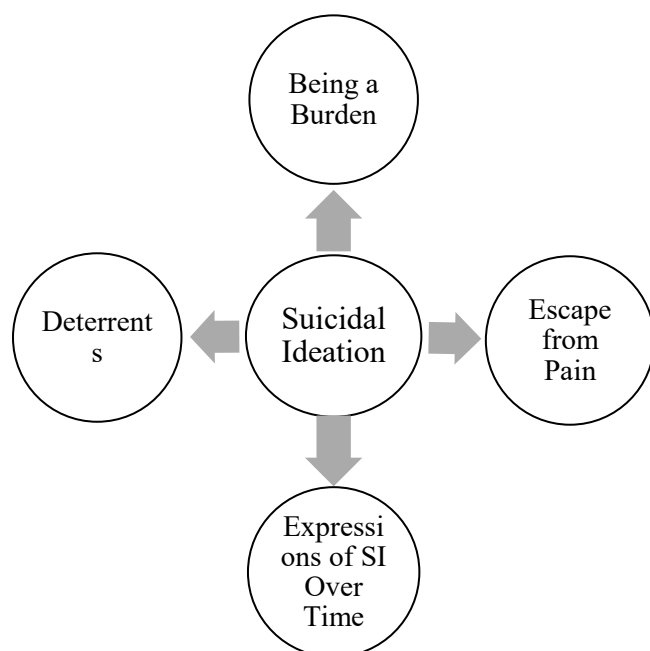 Being a
Burden
Deterrent
s
Suicidal
Ideation
Escape
from
Pain
Expressi
ons of SI
Over
Time